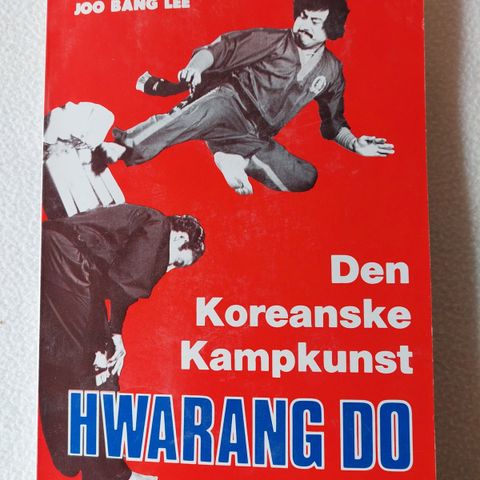 JOO BANG LEE
Den
Koreanske
Kampkunst
HWARANG DO